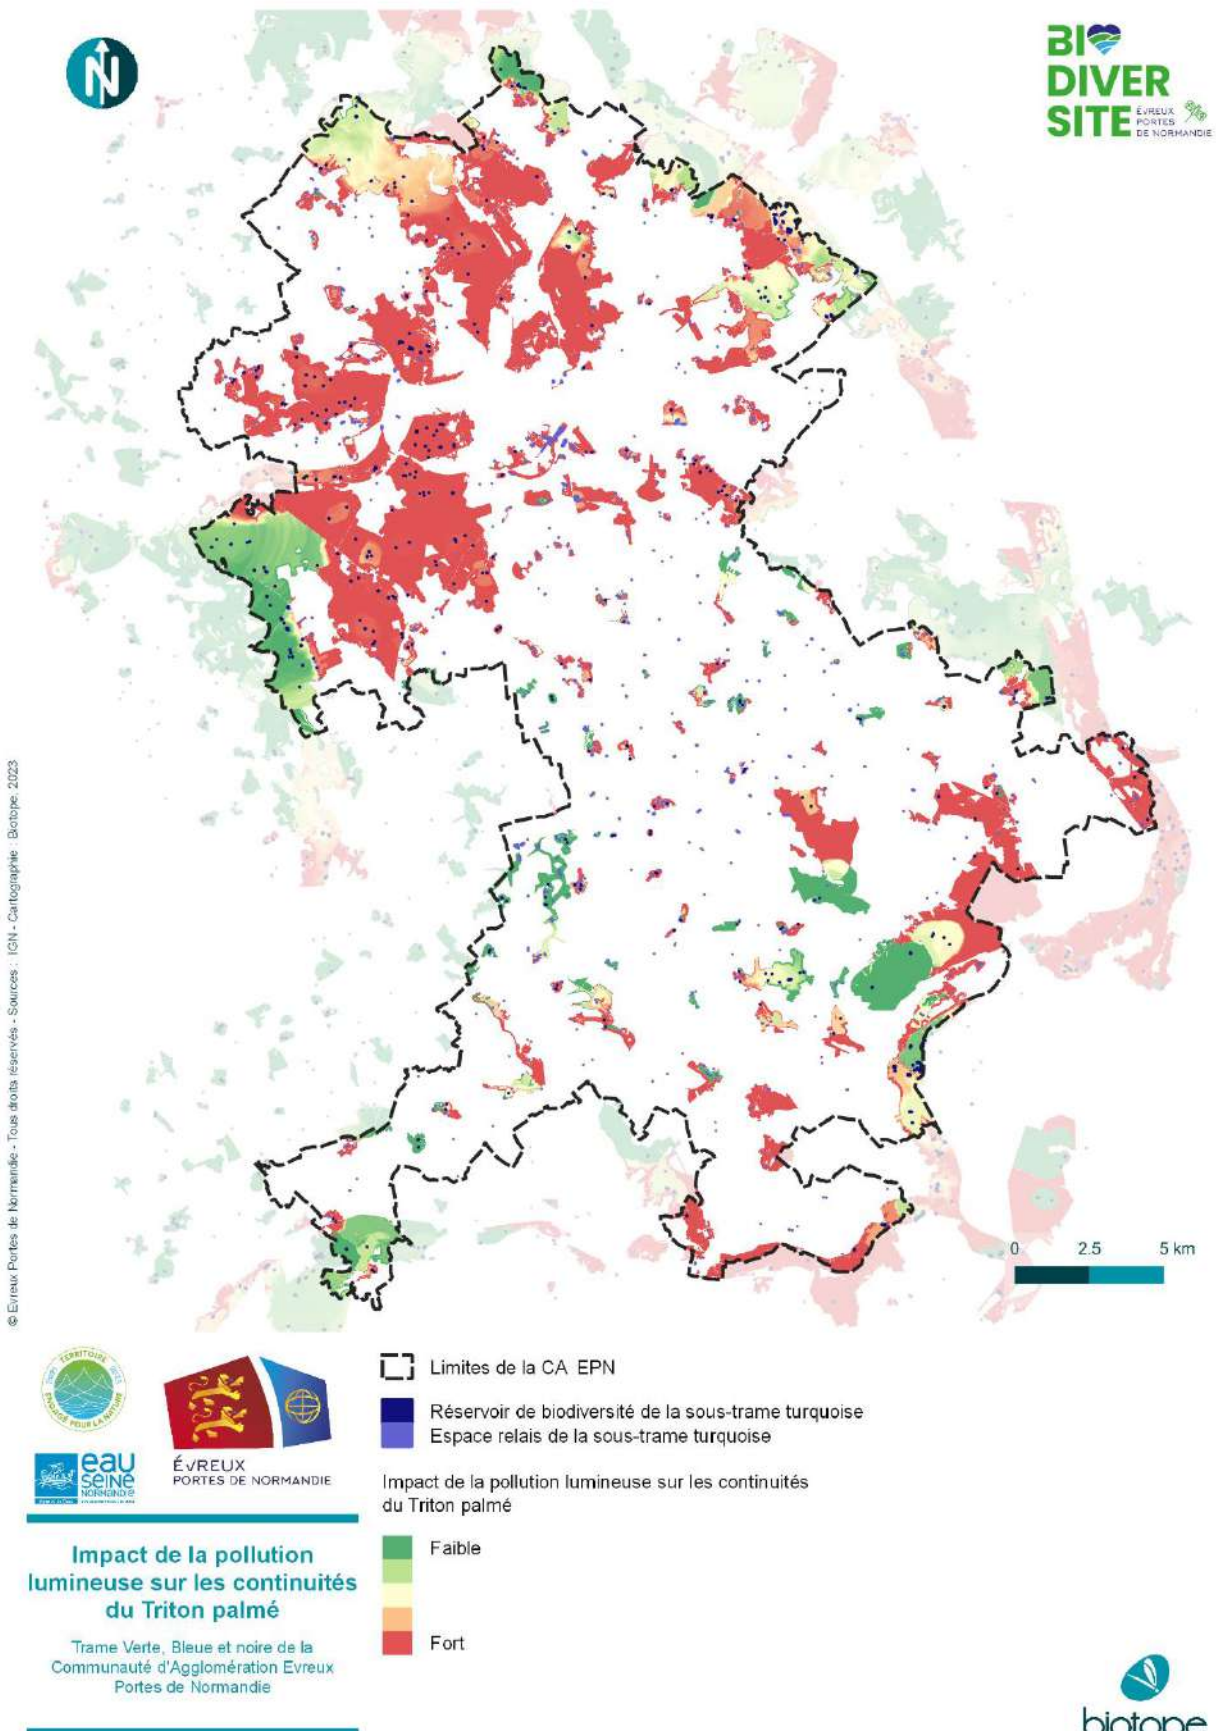 N
BI
DIVER
SITE
ÉVREUX
PORTES
DE NORMANDIE
© Evreux Portes de Normandie - Tous droits réservés - Sources : IGN - Cartographie : Biotope, 2023
0 2.5 5 km
TERRITOIRE
ENGAGÉ POUR LA NATURE
eau
SEINE
NORMANDIE
ÉVREUX
PORTES DE NORMANDIE
Impact de la pollution
lumineuse sur les continuités
du Triton palmé
Trame Verte, Bleue et noire de la
Communauté d'Agglomération Evreux
Portes de Normandie
Limites de la CA EPN
Réservoir de biodiversité de la sous-trame turquoise
Espace relais de la sous-trame turquoise
Impact de la pollution lumineuse sur les continuités
du Triton palmé
Faible
Fort
biotope